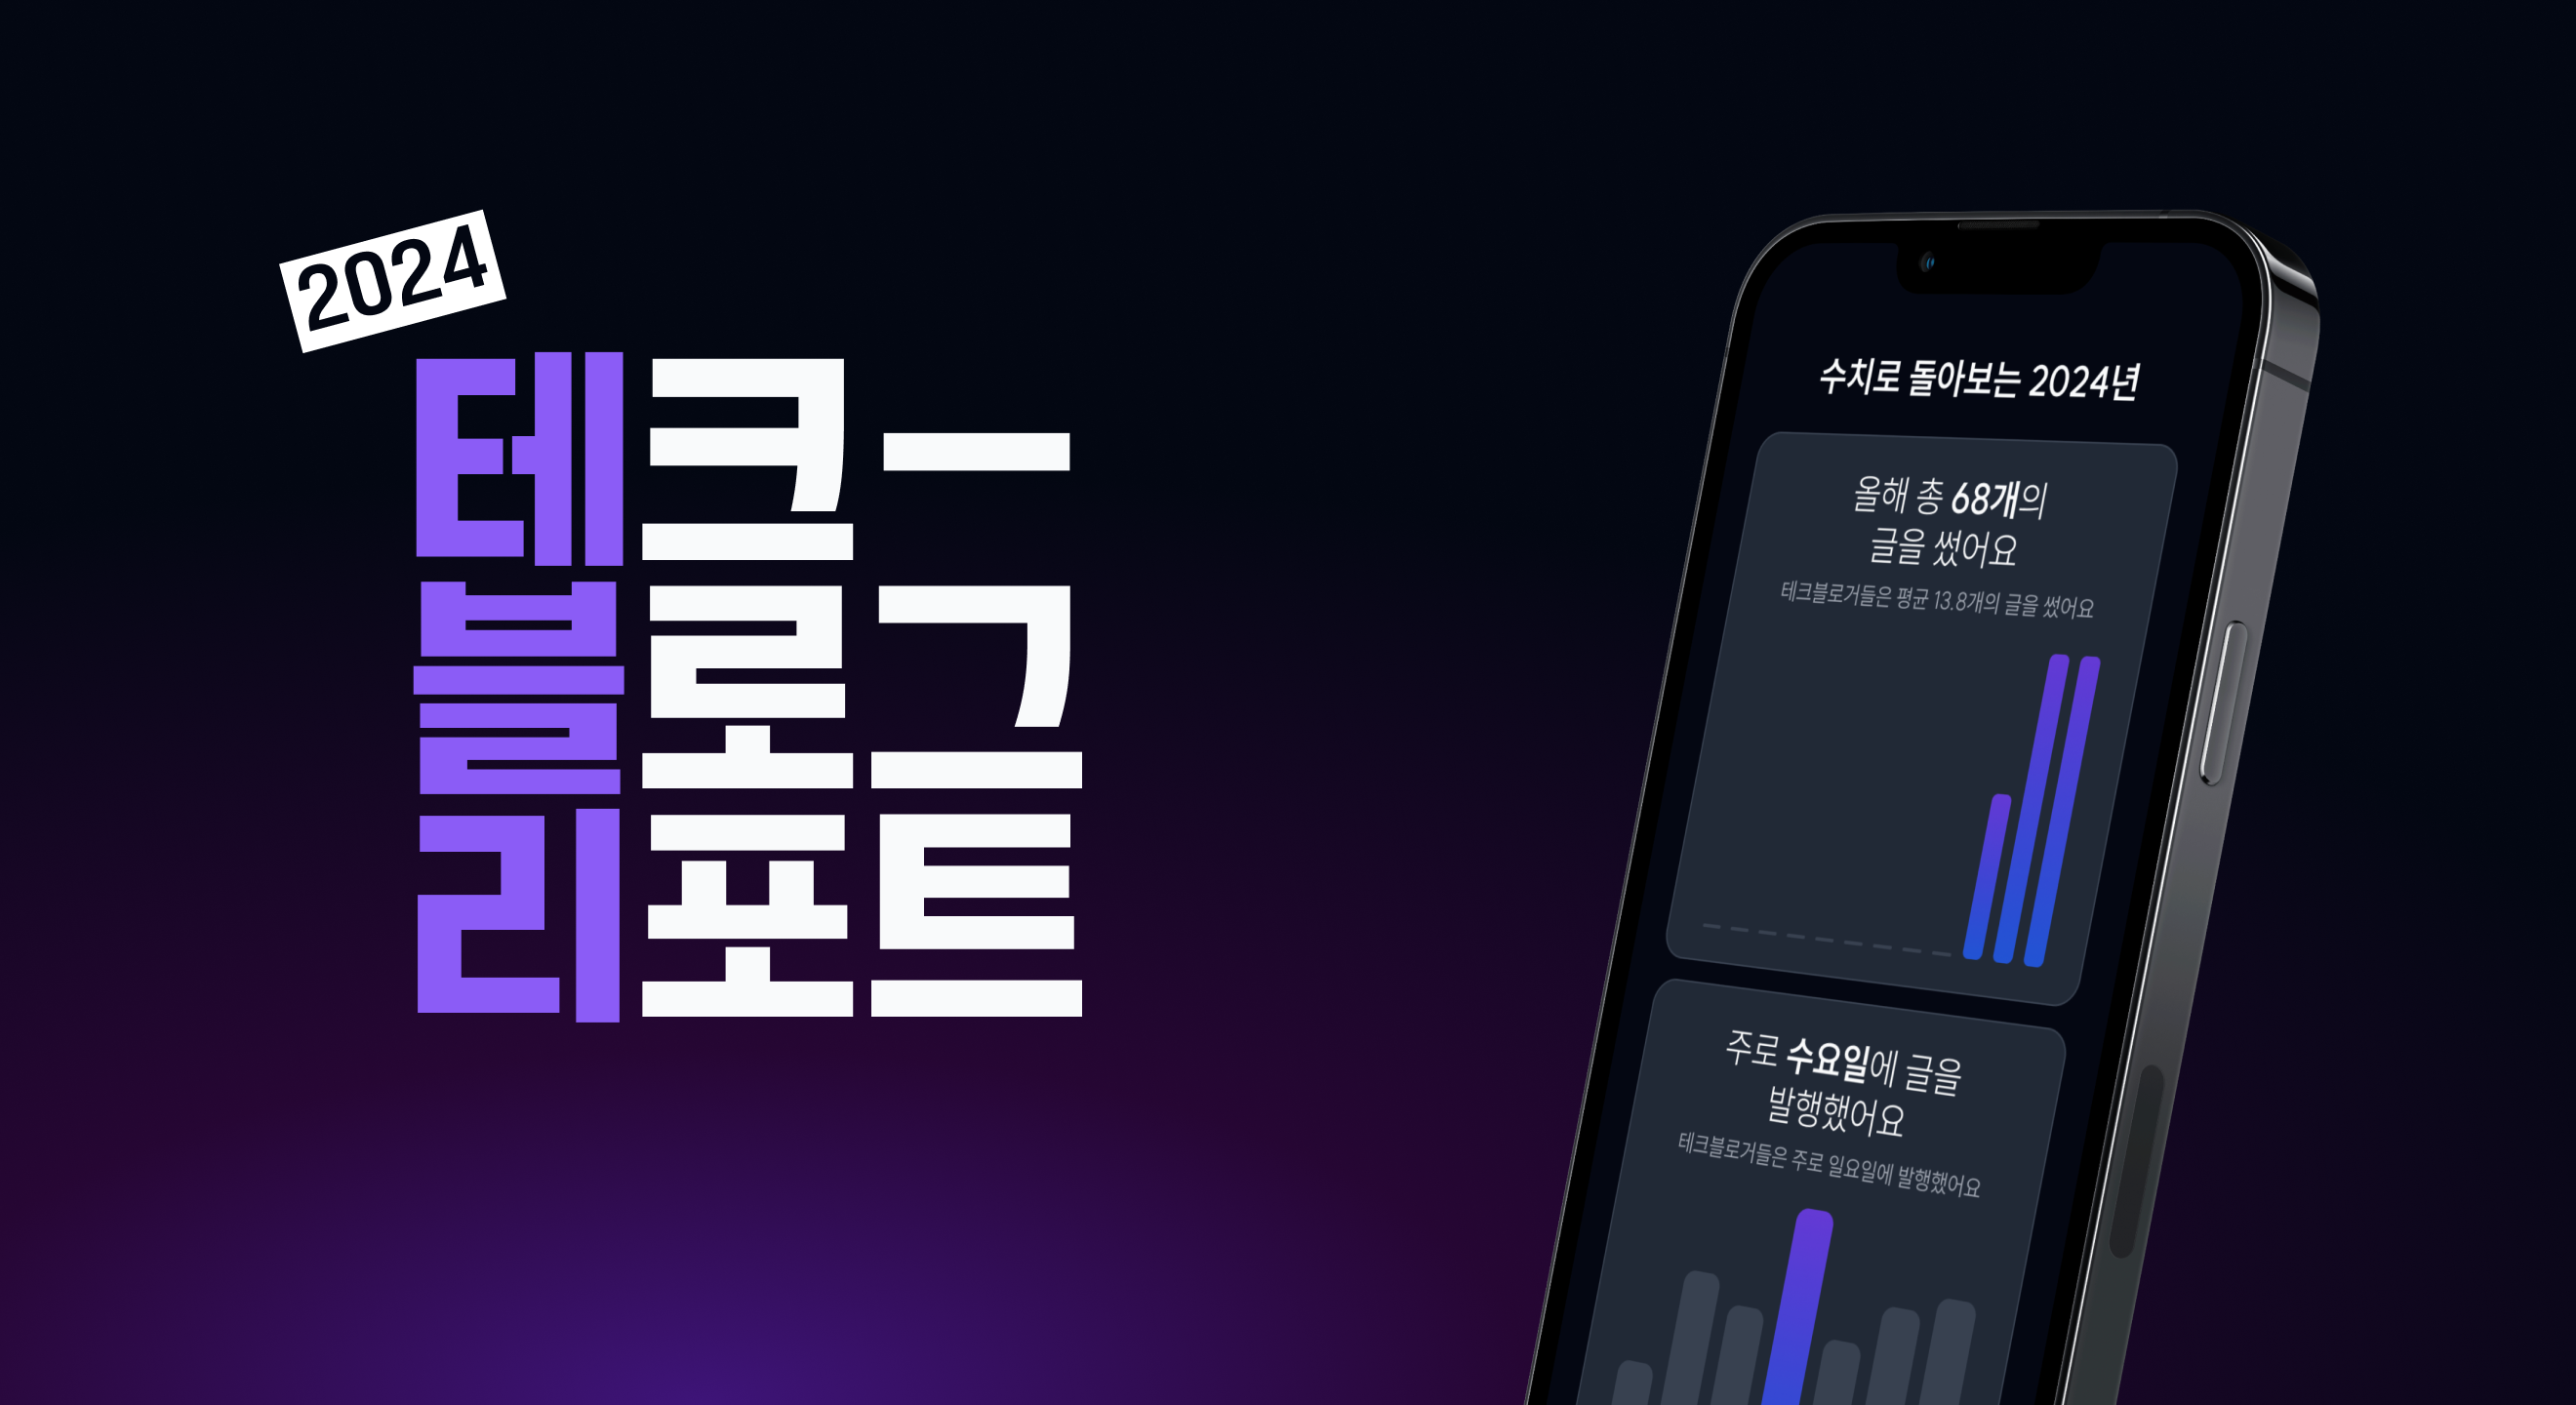 2024
테크ㅡ
블로그
리포트
수치로 돌아보는 2024년
올해 총 68개의
글을 썼어요
테크블로거들은 평균 13.8개의 글을 썼어요
주로 수요일에 글을
발행했어요
테크블로거들은 주로 일요일에 발행했어요